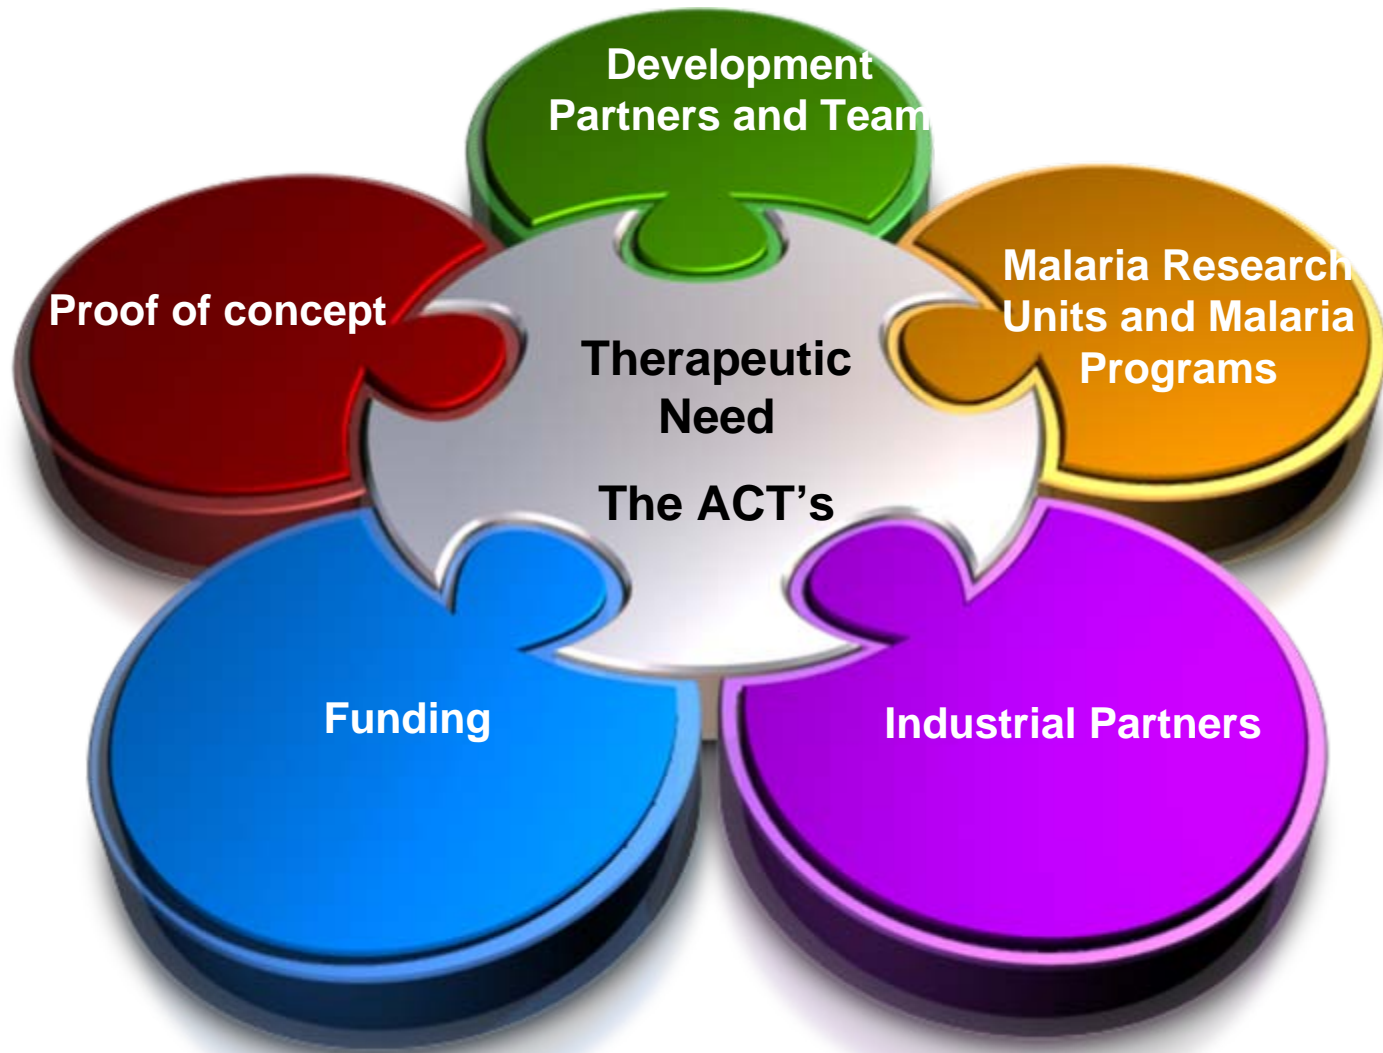 Development
Partners and Team
Proof of concept
Malaria Research
Units and Malaria
Programs
Therapeutic
Need
The ACT’s
Funding
Industrial Partners